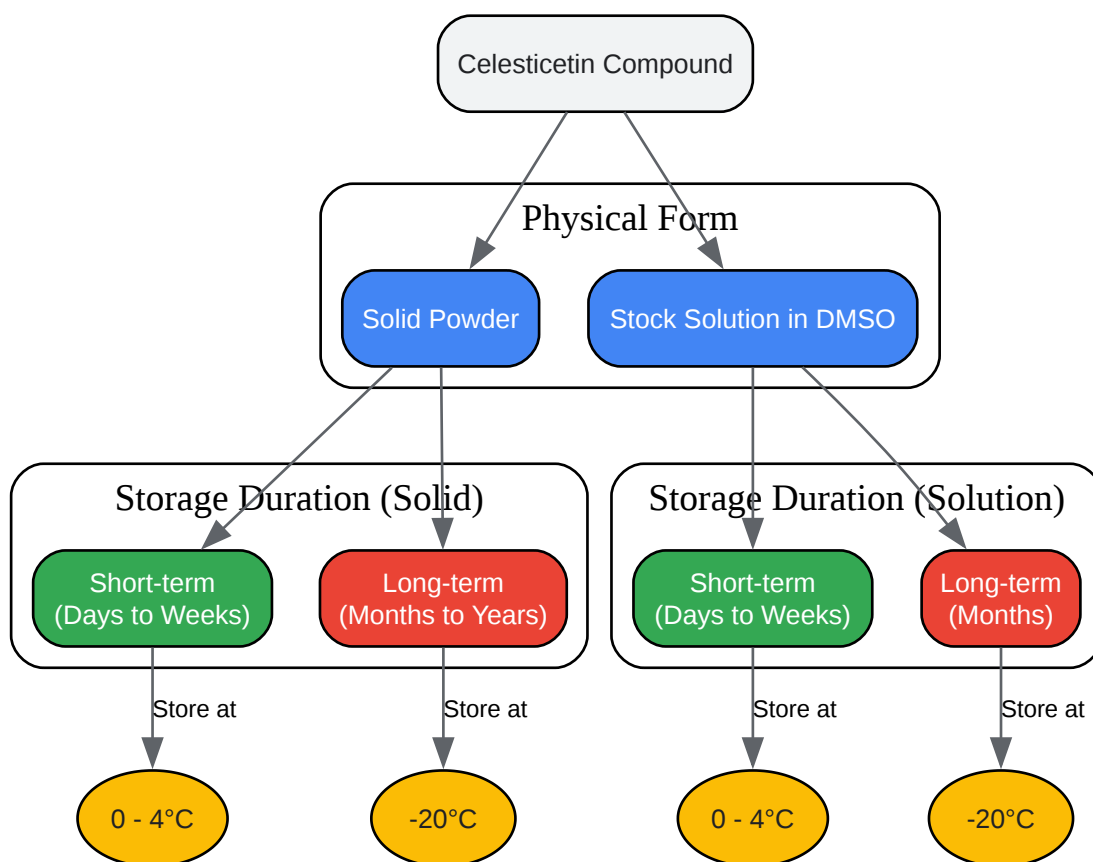 Celesticetin Compound
Physical Form
Solid Powder
Stock Solution in DMSO
Storage Duration (Solid)
Storage Duration (Solution)
Short-term
(Days to Weeks)
Long-term
(Months to Years)
Short-term
(Days to Weeks)
Long-term
(Months)
Store at
Store at
Store at
Store at
0 - 4°C
-20°C
0 - 4°C
-20°C